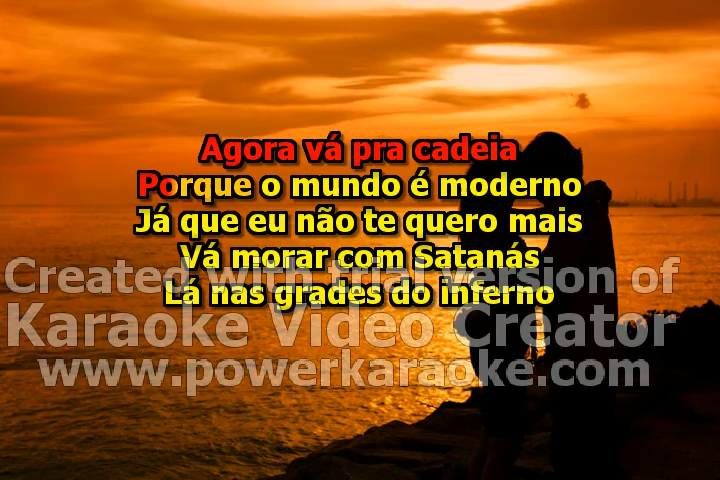 Agora vá pra cadeia
Porque o mundo é moderno
Já que eu não te quero mais
Vá morar com Satanás
Lá nas grades do inferno
Created with trial version of
Karaoke Video Creator
www.powerkaraoke.com